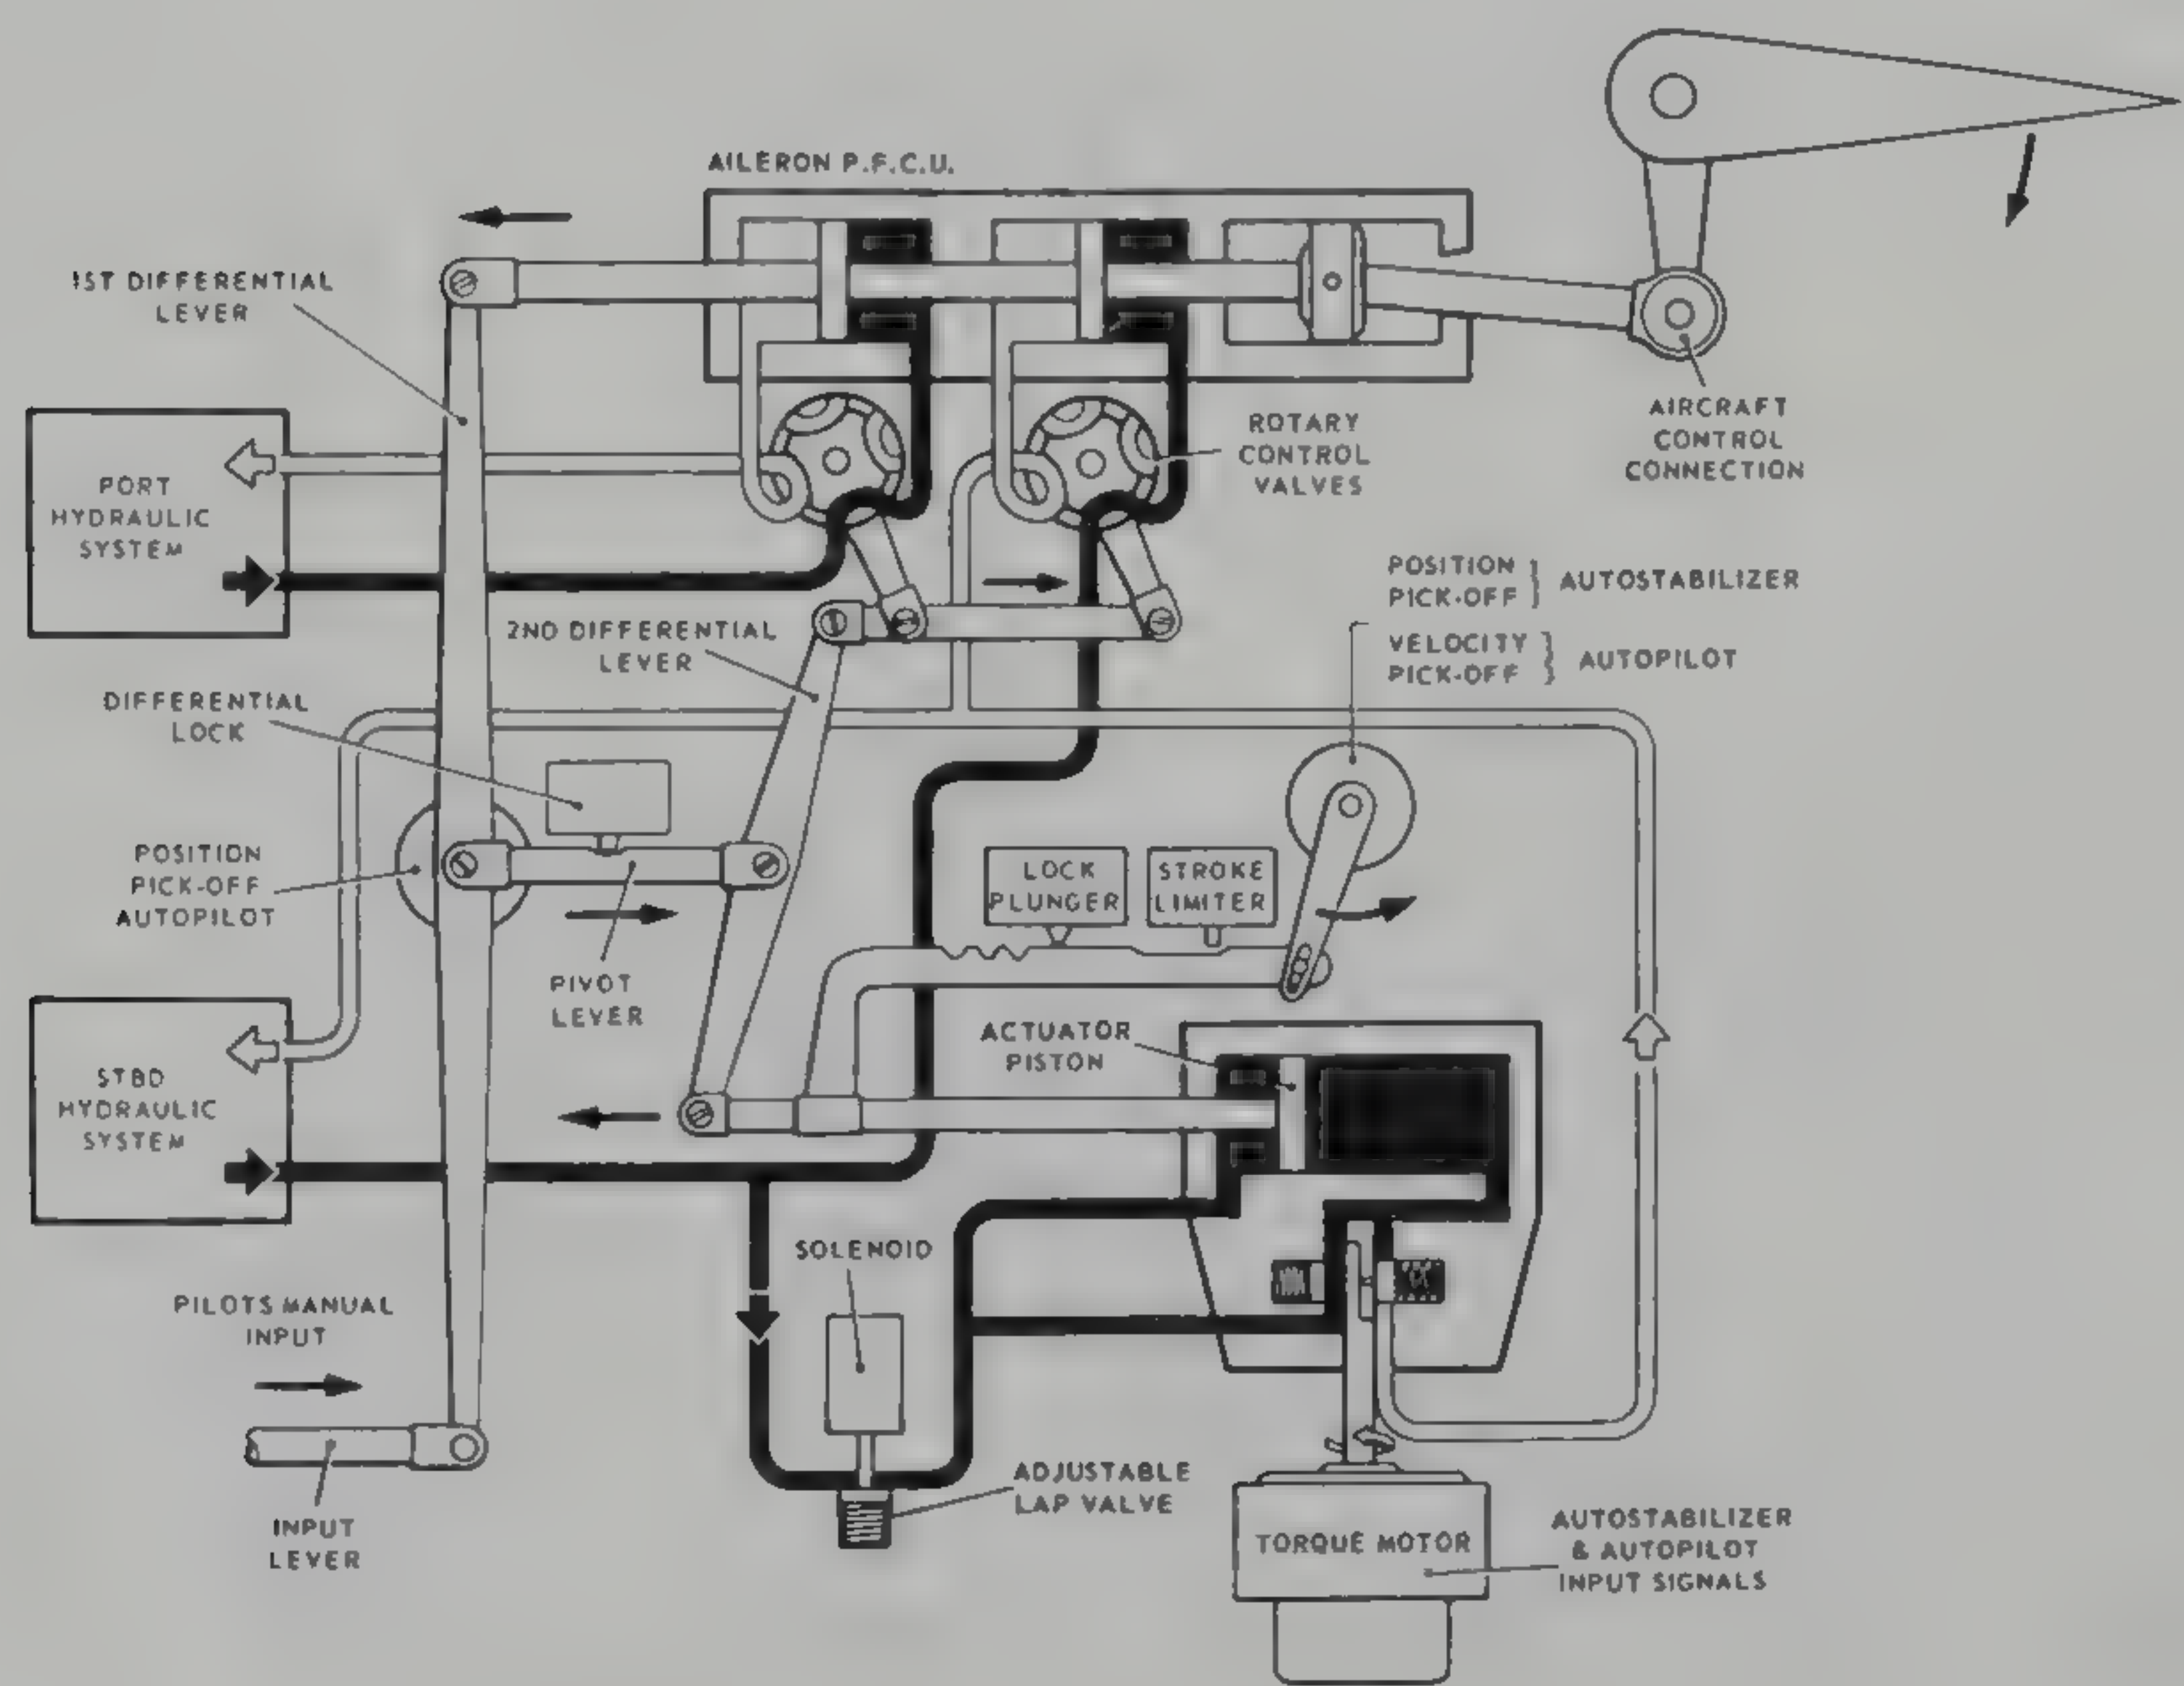 AILERON P.F.C.U.
1ST DIFFERENTIAL
LEVER
PORT
HYDRAULIC
SYSTEM
ROTARY
CONTROL
VALVES
AIRCRAFT
CONTROL
CONNECTION
POSITION
PICK-OFF } AUTOSTABILIZER
VELOCITY
PICK-OFF } AUTOPILOT
2ND DIFFERENTIAL
LEVER
DIFFERENTIAL
LOCK
POSITION
PICK-OFF
AUTOPILOT
LOCK
PLUNGER
STROKE
LIMITER
PIVOT
LEVER
ACTUATOR
PISTON
STBD
HYDRAULIC
SYSTEM
SOLENOID
PILOTS MANUAL
INPUT
INPUT
LEVER
ADJUSTABLE
LAP VALVE
TORQUE MOTOR
AUTOSTABILIZER
& AUTOPILOT
INPUT SIGNALS